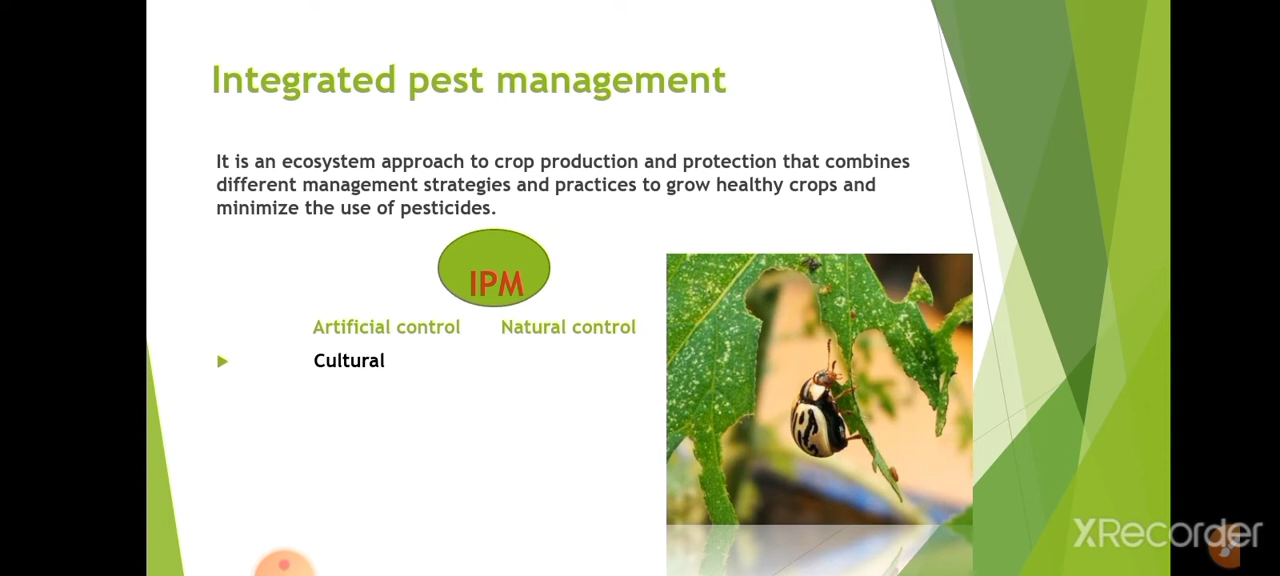 Integrated pest management
It is an ecosystem approach to crop production and protection that combines
different management strategies and practices to grow healthy crops and
minimize the use of pesticides.
IPM
Artificial control Natural control
Cultural
XRecorder